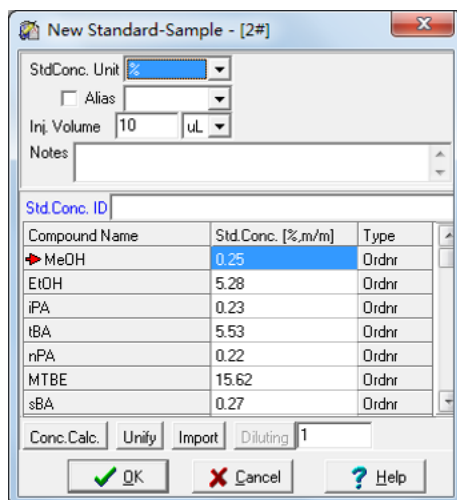 New Standard-Sample - [2#]
StdConc. Unit %
Alias
Inj. Volume 10 uL
Notes
Std.Conc. ID
Compound Name Std.Conc. [%,m/m] Type
MeOH 0.25 Ordnr
EtOH 5.28 Ordnr
iPA 0.23 Ordnr
tBA 5.53 Ordnr
nPA 0.22 Ordnr
MTBE 15.62 Ordnr
sBA 0.27 Ordnr
Conc.Calc. Unify Import Diluting 1
OK Cancel Help